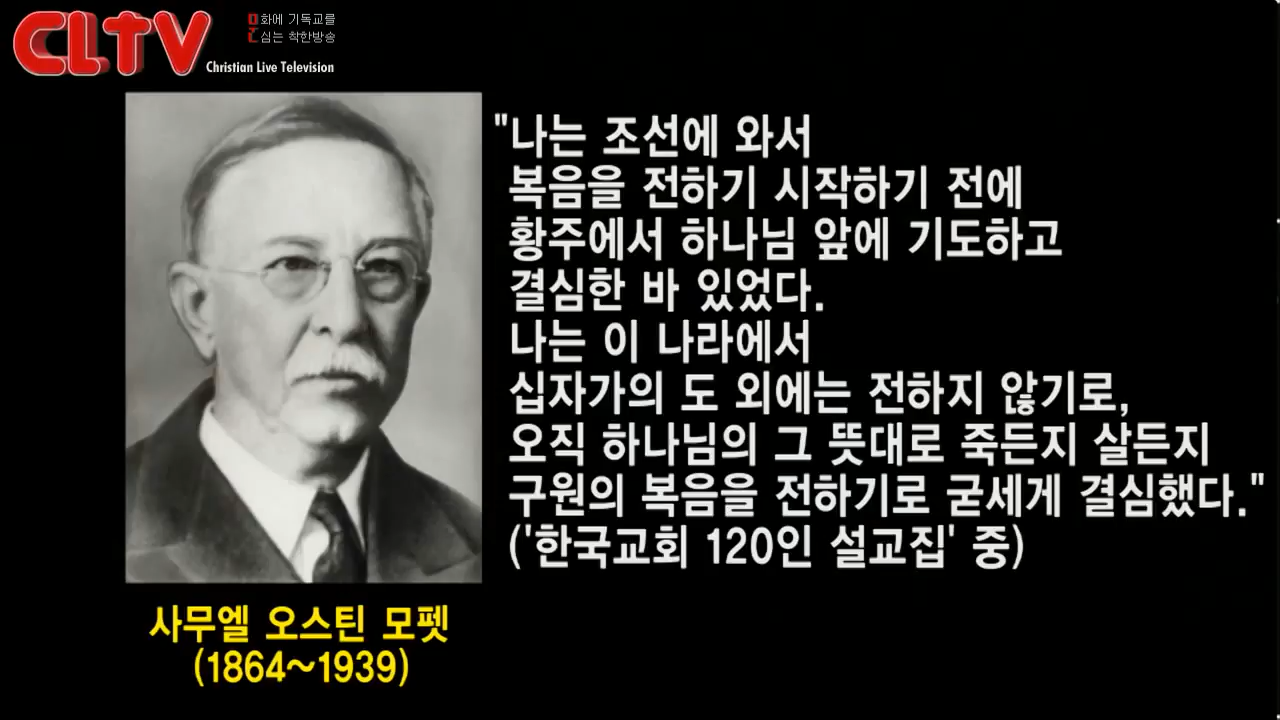 CLTV
문화에 기독교를
심는 착한방송
Christian Live Television
"나는 조선에 와서
복음을 전하기 시작하기 전에
황주에서 하나님 앞에 기도하고
결심한 바 있었다.
나는 이 나라에서
십자가의 도 외에는 전하지 않기로,
오직 하나님의 그 뜻대로 죽든지 살든지
구원의 복음을 전하기로 굳세게 결심했다."
('한국교회 120인 설교집' 중)
사무엘 오스틴 모펫
(1864~1939)